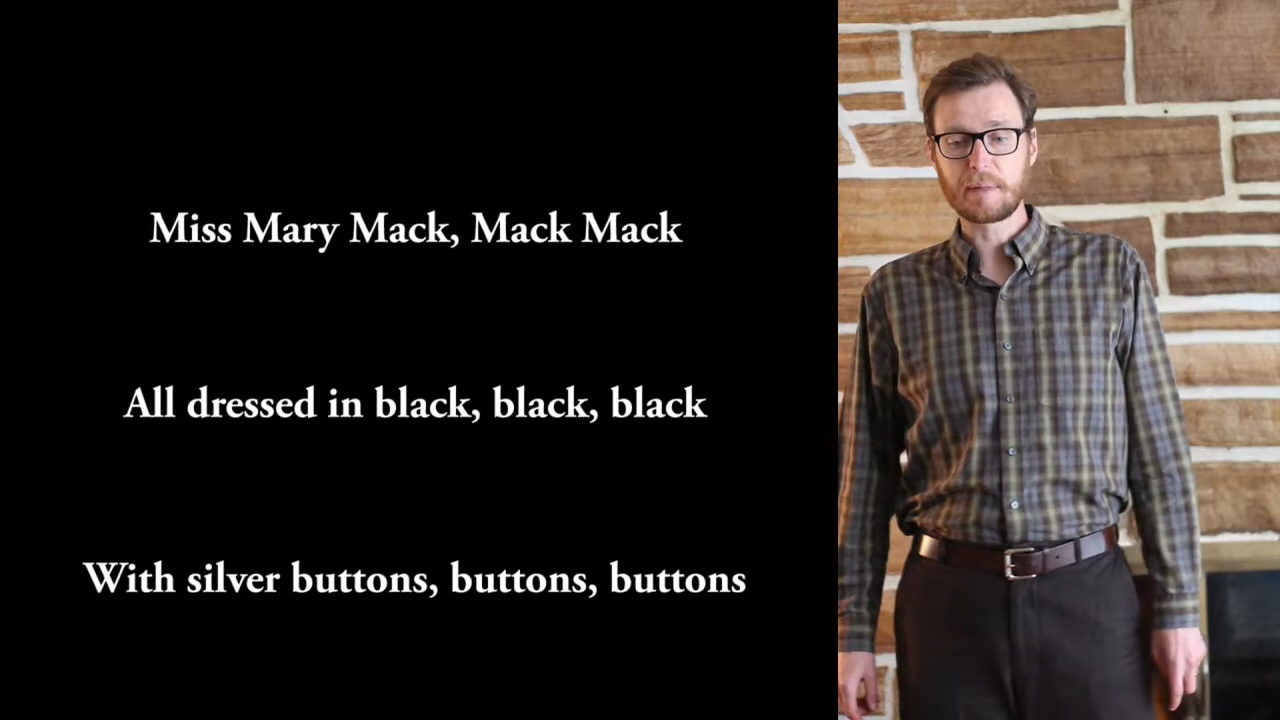 Miss Mary Mack, Mack Mack
All dressed in black, black, black
With silver buttons, buttons, buttons